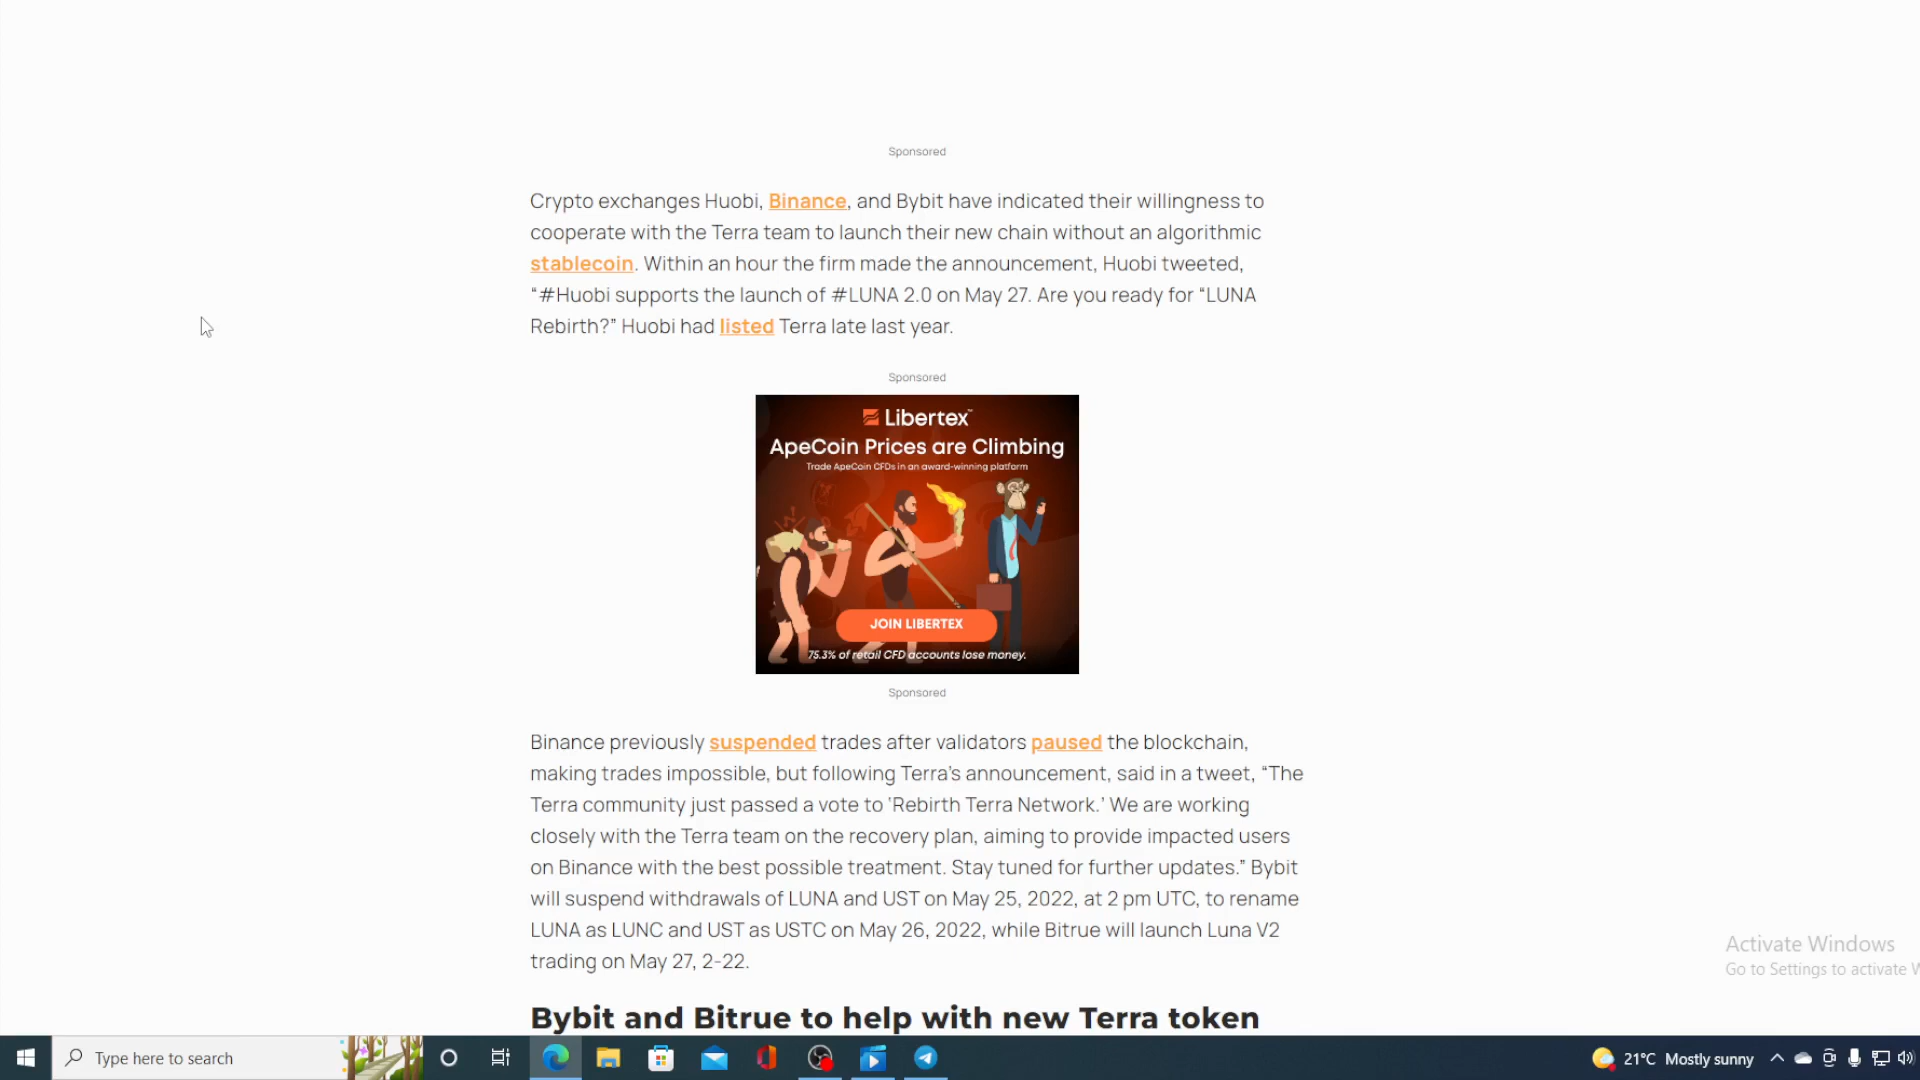 Sponsored
Crypto exchanges Huobi, Binance, and Bybit have indicated their willingness to
cooperate with the Terra team to launch their new chain without an algorithmic
stablecoin. Within an hour the firm made the announcement, Huobi tweeted,
“#Huobi supports the launch of #LUNA 2.0 on May 27. Are you ready for “LUNA
Rebirth?” Huobi had listed Terra late last year.
Sponsored
Libertex™
ApeCoin Prices are Climbing
Trade ApeCoin CFDs in an award-winning platform
JOIN LIBERTEX
75.3% of retail CFD accounts lose money.
Sponsored
Binance previously suspended trades after validators paused the blockchain,
making trades impossible, but following Terra’s announcement, said in a tweet, “The
Terra community just passed a vote to ‘Rebirth Terra Network.’ We are working
closely with the Terra team on the recovery plan, aiming to provide impacted users
on Binance with the best possible treatment. Stay tuned for further updates.” Bybit
will suspend withdrawals of LUNA and UST on May 25, 2022, at 2 pm UTC, to rename
LUNA as LUNC and UST as USTC on May 26, 2022, while Bitrue will launch Luna V2
trading on May 27, 2-22.
Activate Windows
Go to Settings to activate W
Bybit and Bitrue to help with new Terra token
Type here to search
21°C Mostly sunny